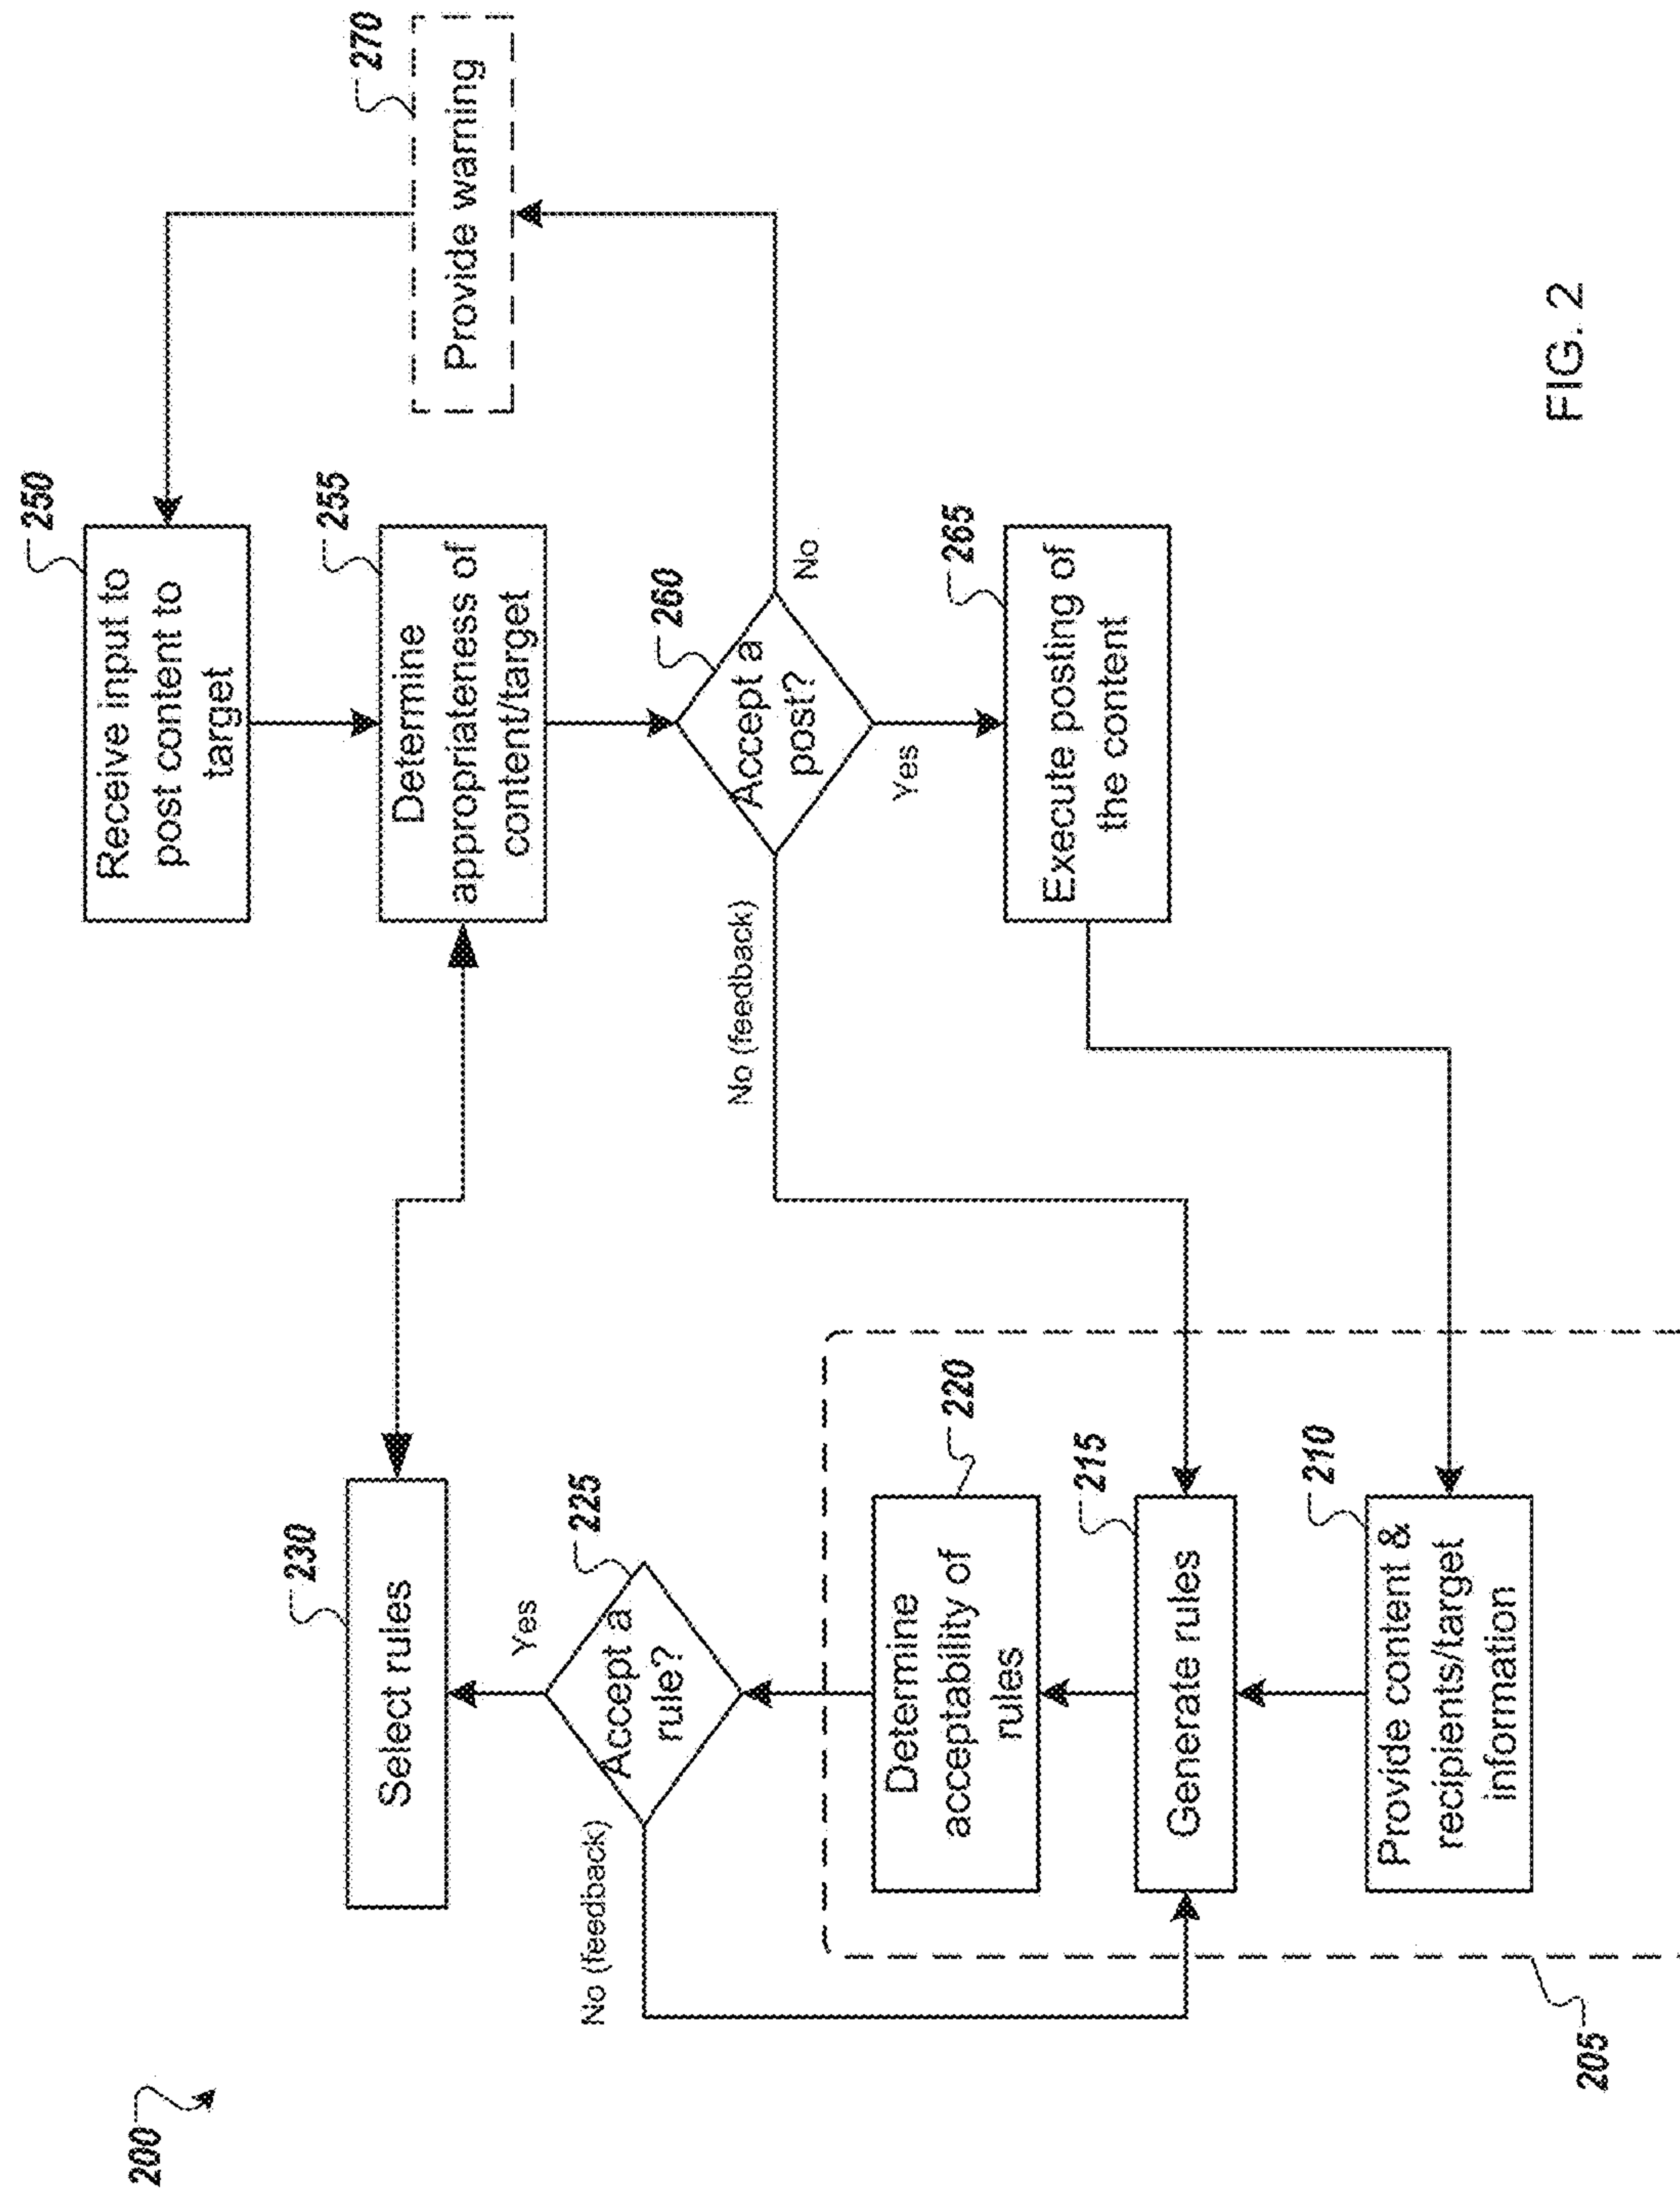 200
230
Select rules
Yes
225
Accept a
rule?
No (feedback)
220
Determine
acceptability of
rules
215
Generate rules
210
Provide content &
recipients/target
information
205
250
Receive input to
post content to
target
255
Determine
appropriateness of
content/target
260
Accept a
post?
No (feedback)
No
Yes
265
Execute posting of
the content
270
Provide warning
FIG. 2